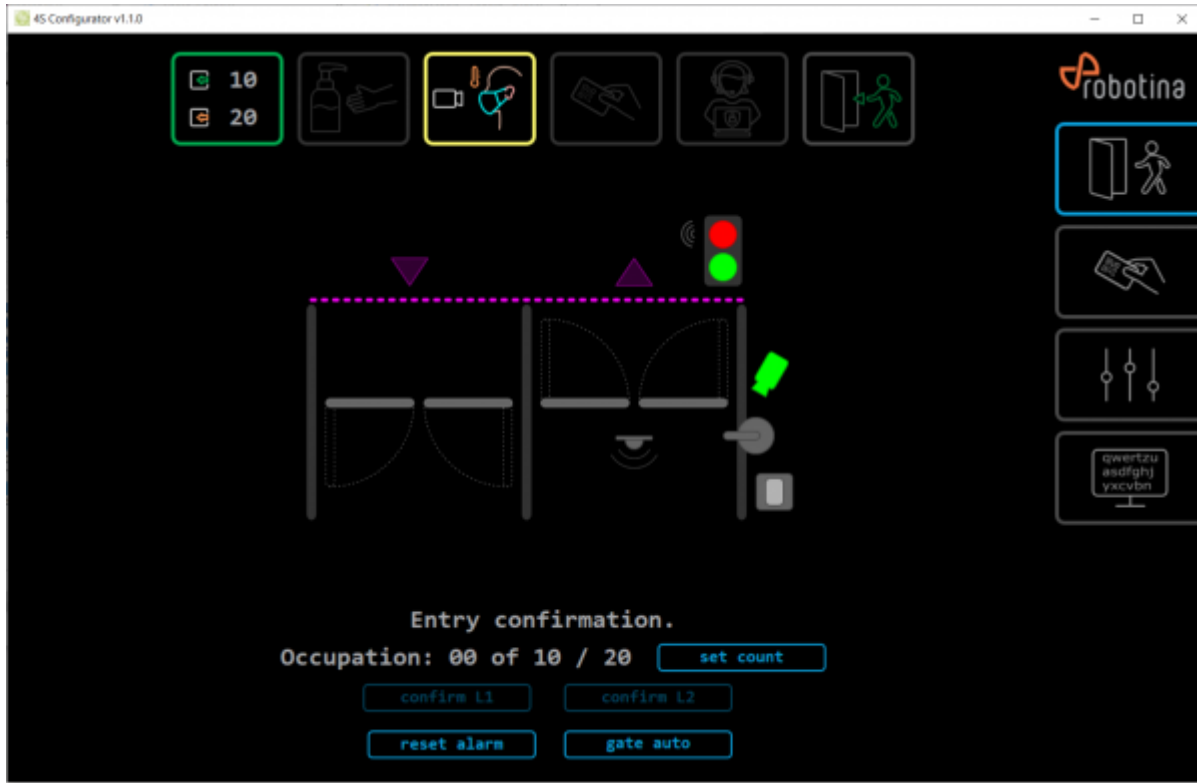 4S Configurator v1.1.0
10
20
robotina
qwertzu
asdfghj
yxcvbn
Entry confirmation.
Occupation: 00 of 10 / 20 set count
confirm L1 confirm L2
reset alarm gate auto